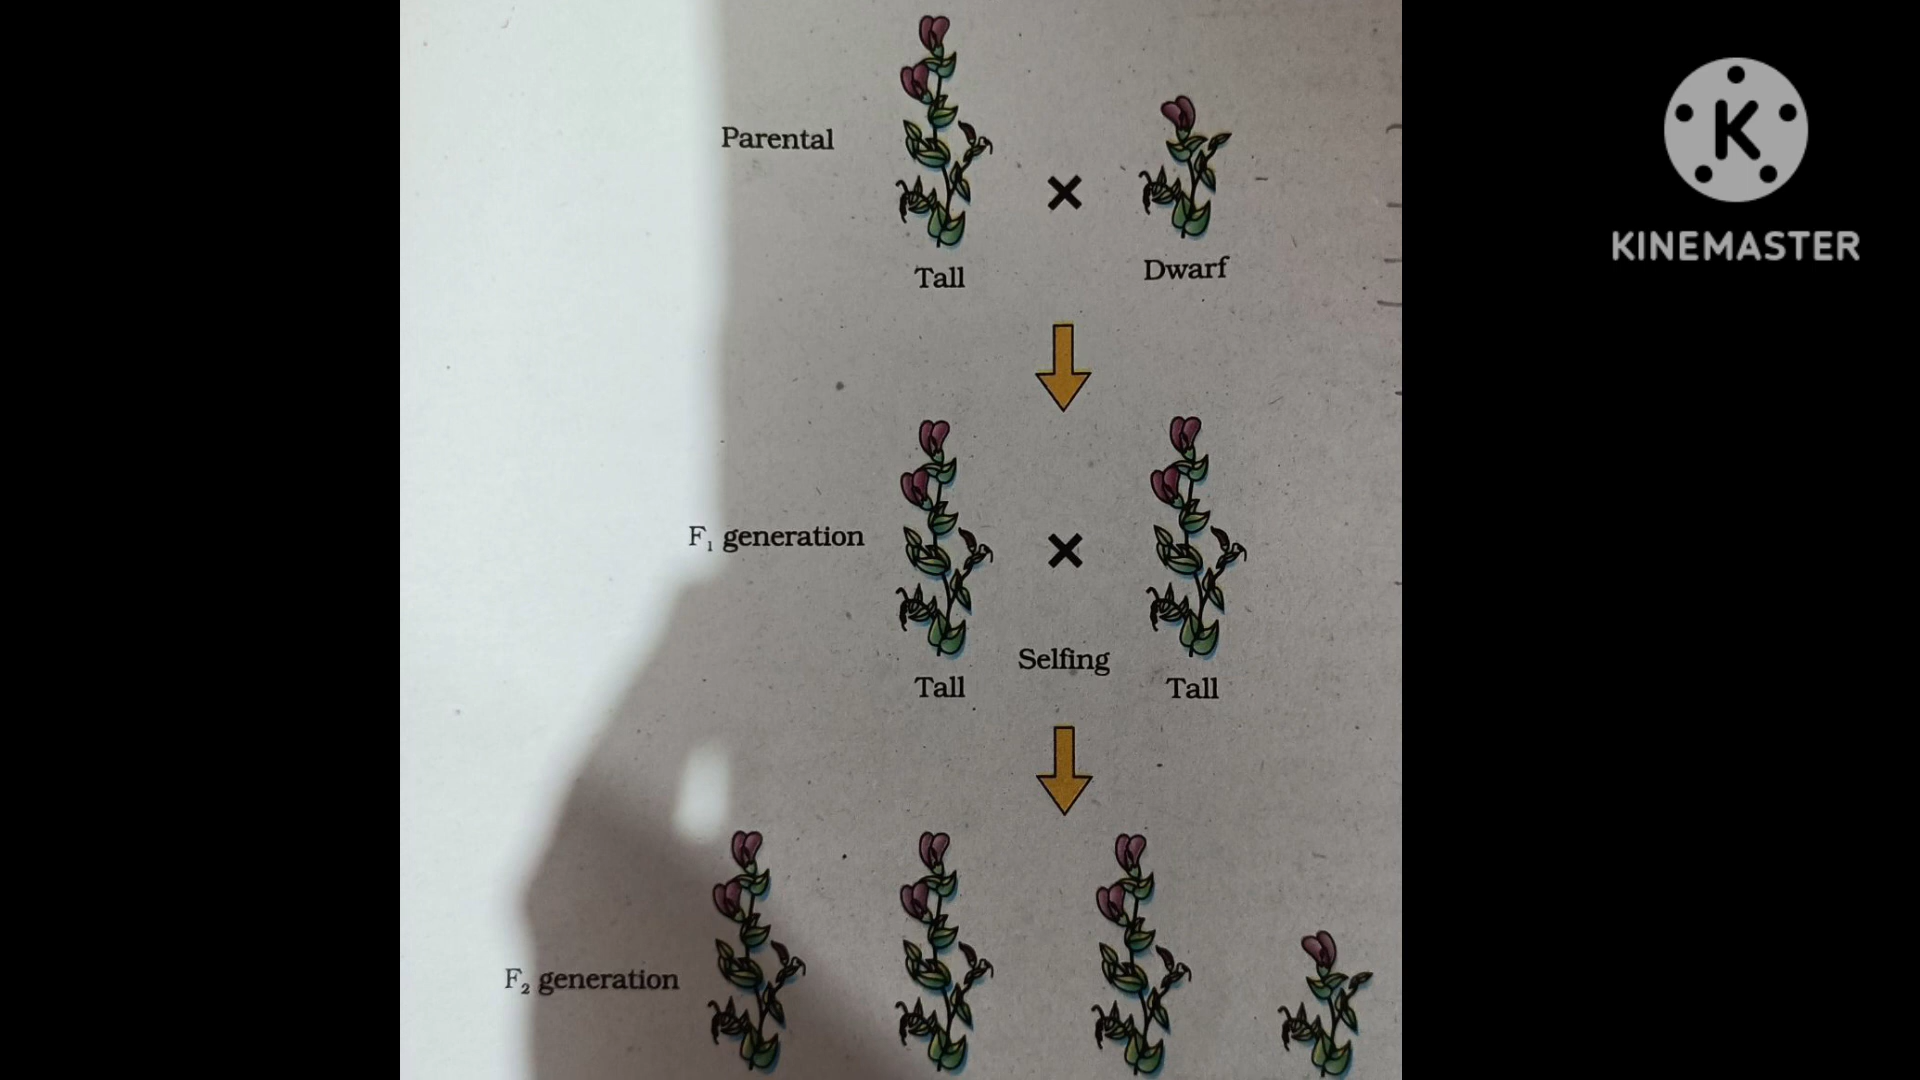 Parental
Tall
Dwarf
F₁ generation
Selfing
Tall
Tall
F₂ generation
K
KINEMASTER